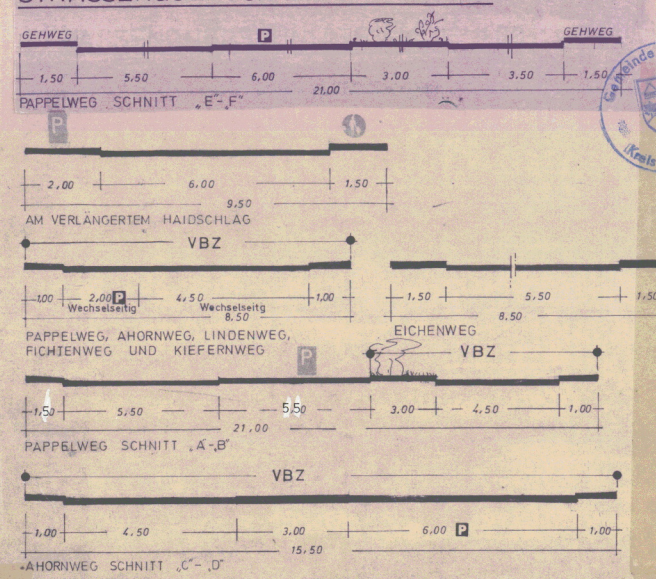 GEHWEG P GEHWEG
1,50 5,50 6,00 3.00 3.50 1,50
21,00
PAPPELWEG SCHNITT „E"-„F"
Gemeinde
(Kreis
P
2,00 6.00 1,50
9,50
AM VERLÄNGERTEM HAIDSCHLAG
VBZ
1,00 2,00 P 4,50 1,00
Wechselseitig Wechselseitg
8,50
PAPPELWEG, AHORNWEG, LINDENWEG,
FICHTENWEG UND KIEFERNWEG
1,50 5,50 1,50
8,50
EICHENWEG
P VBZ
1,50 5,50 5,50 3.00 4,50 1,00
21,00
PAPPELWEG SCHNITT „A"-„B"
VBZ
1,00 4.50 3,00 6,00 P 1,00
15,50
AHORNWEG SCHNITT „C"-„D"